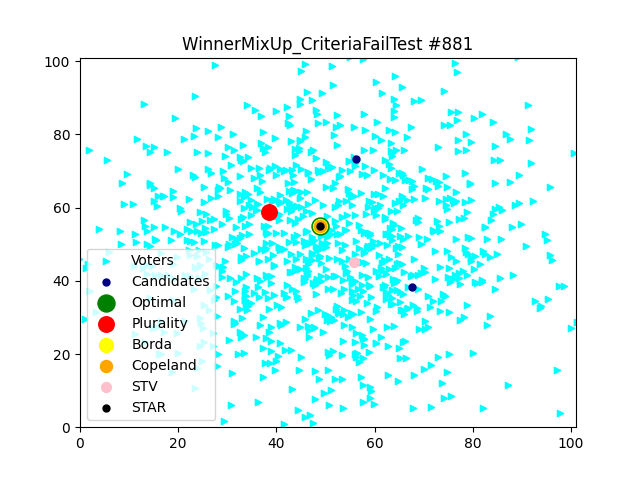 WinnerMixUp_CriteriaFailTest #881
100
80
60
40
20
0
0 20 40 60 80 100
Voters
Candidates
Optimal
Plurality
Borda
Copeland
STV
STAR